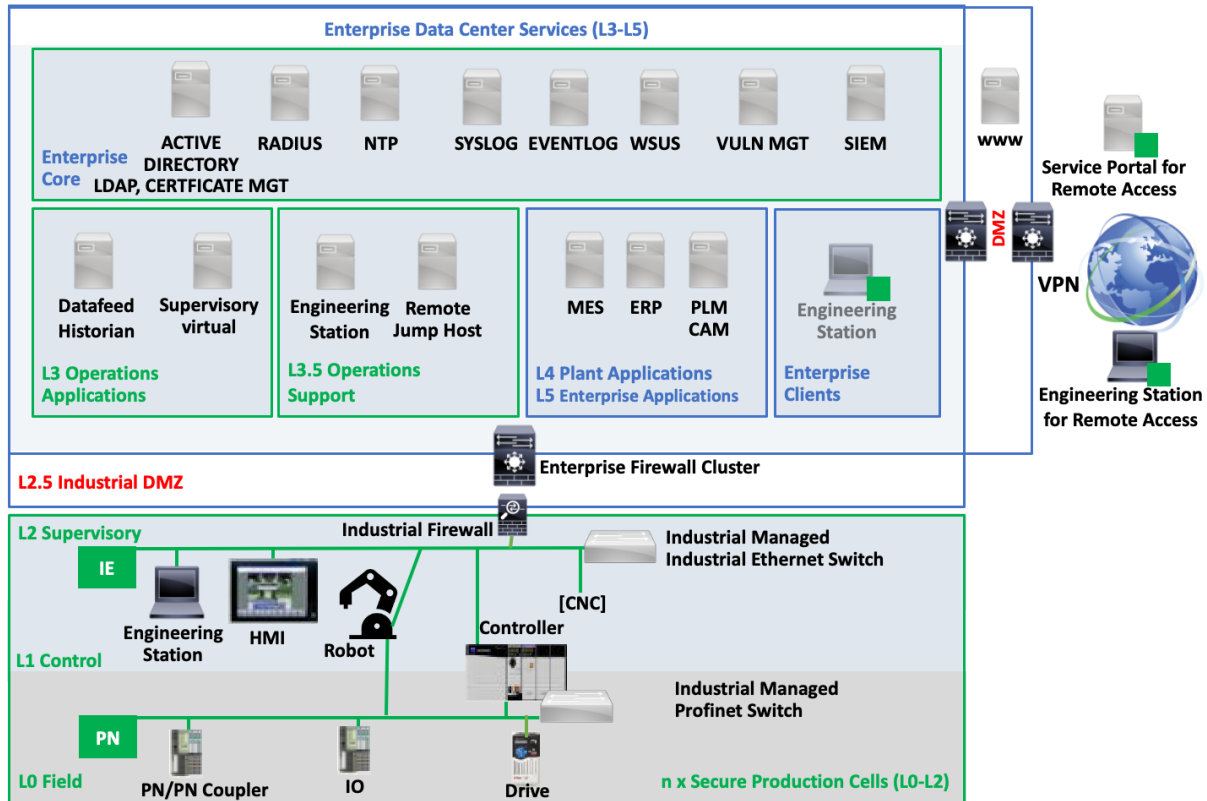 Enterprise Data Center Services (L3-L5)
ACTIVE
DIRECTORY
LDAP, CERTFICATE MGT
RADIUS
NTP
SYSLOG
EVENTLOG
WSUS
VULN MGT
SIEM
Enterprise
Core
WWW
Service Portal for
Remote Access
DMZ
VPN
Engineering Station
for Remote Access
Datafeed
Historian
Supervisory
virtual
L3 Operations
Applications
Engineering
Station
Remote
Jump Host
L3.5 Operations
Support
MES
ERP
PLM
CAM
L4 Plant Applications
L5 Enterprise Applications
Engineering
Station
Enterprise
Clients
Enterprise Firewall Cluster
L2.5 Industrial DMZ
L2 Supervisory
Industrial Firewall
Industrial Managed
Industrial Ethernet Switch
IE
Engineering
Station
HMI
Robot
[CNC]
Controller
L1 Control
Industrial Managed
Profinet Switch
PN
PN/PN Coupler
IO
Drive
L0 Field
n x Secure Production Cells (L0-L2)